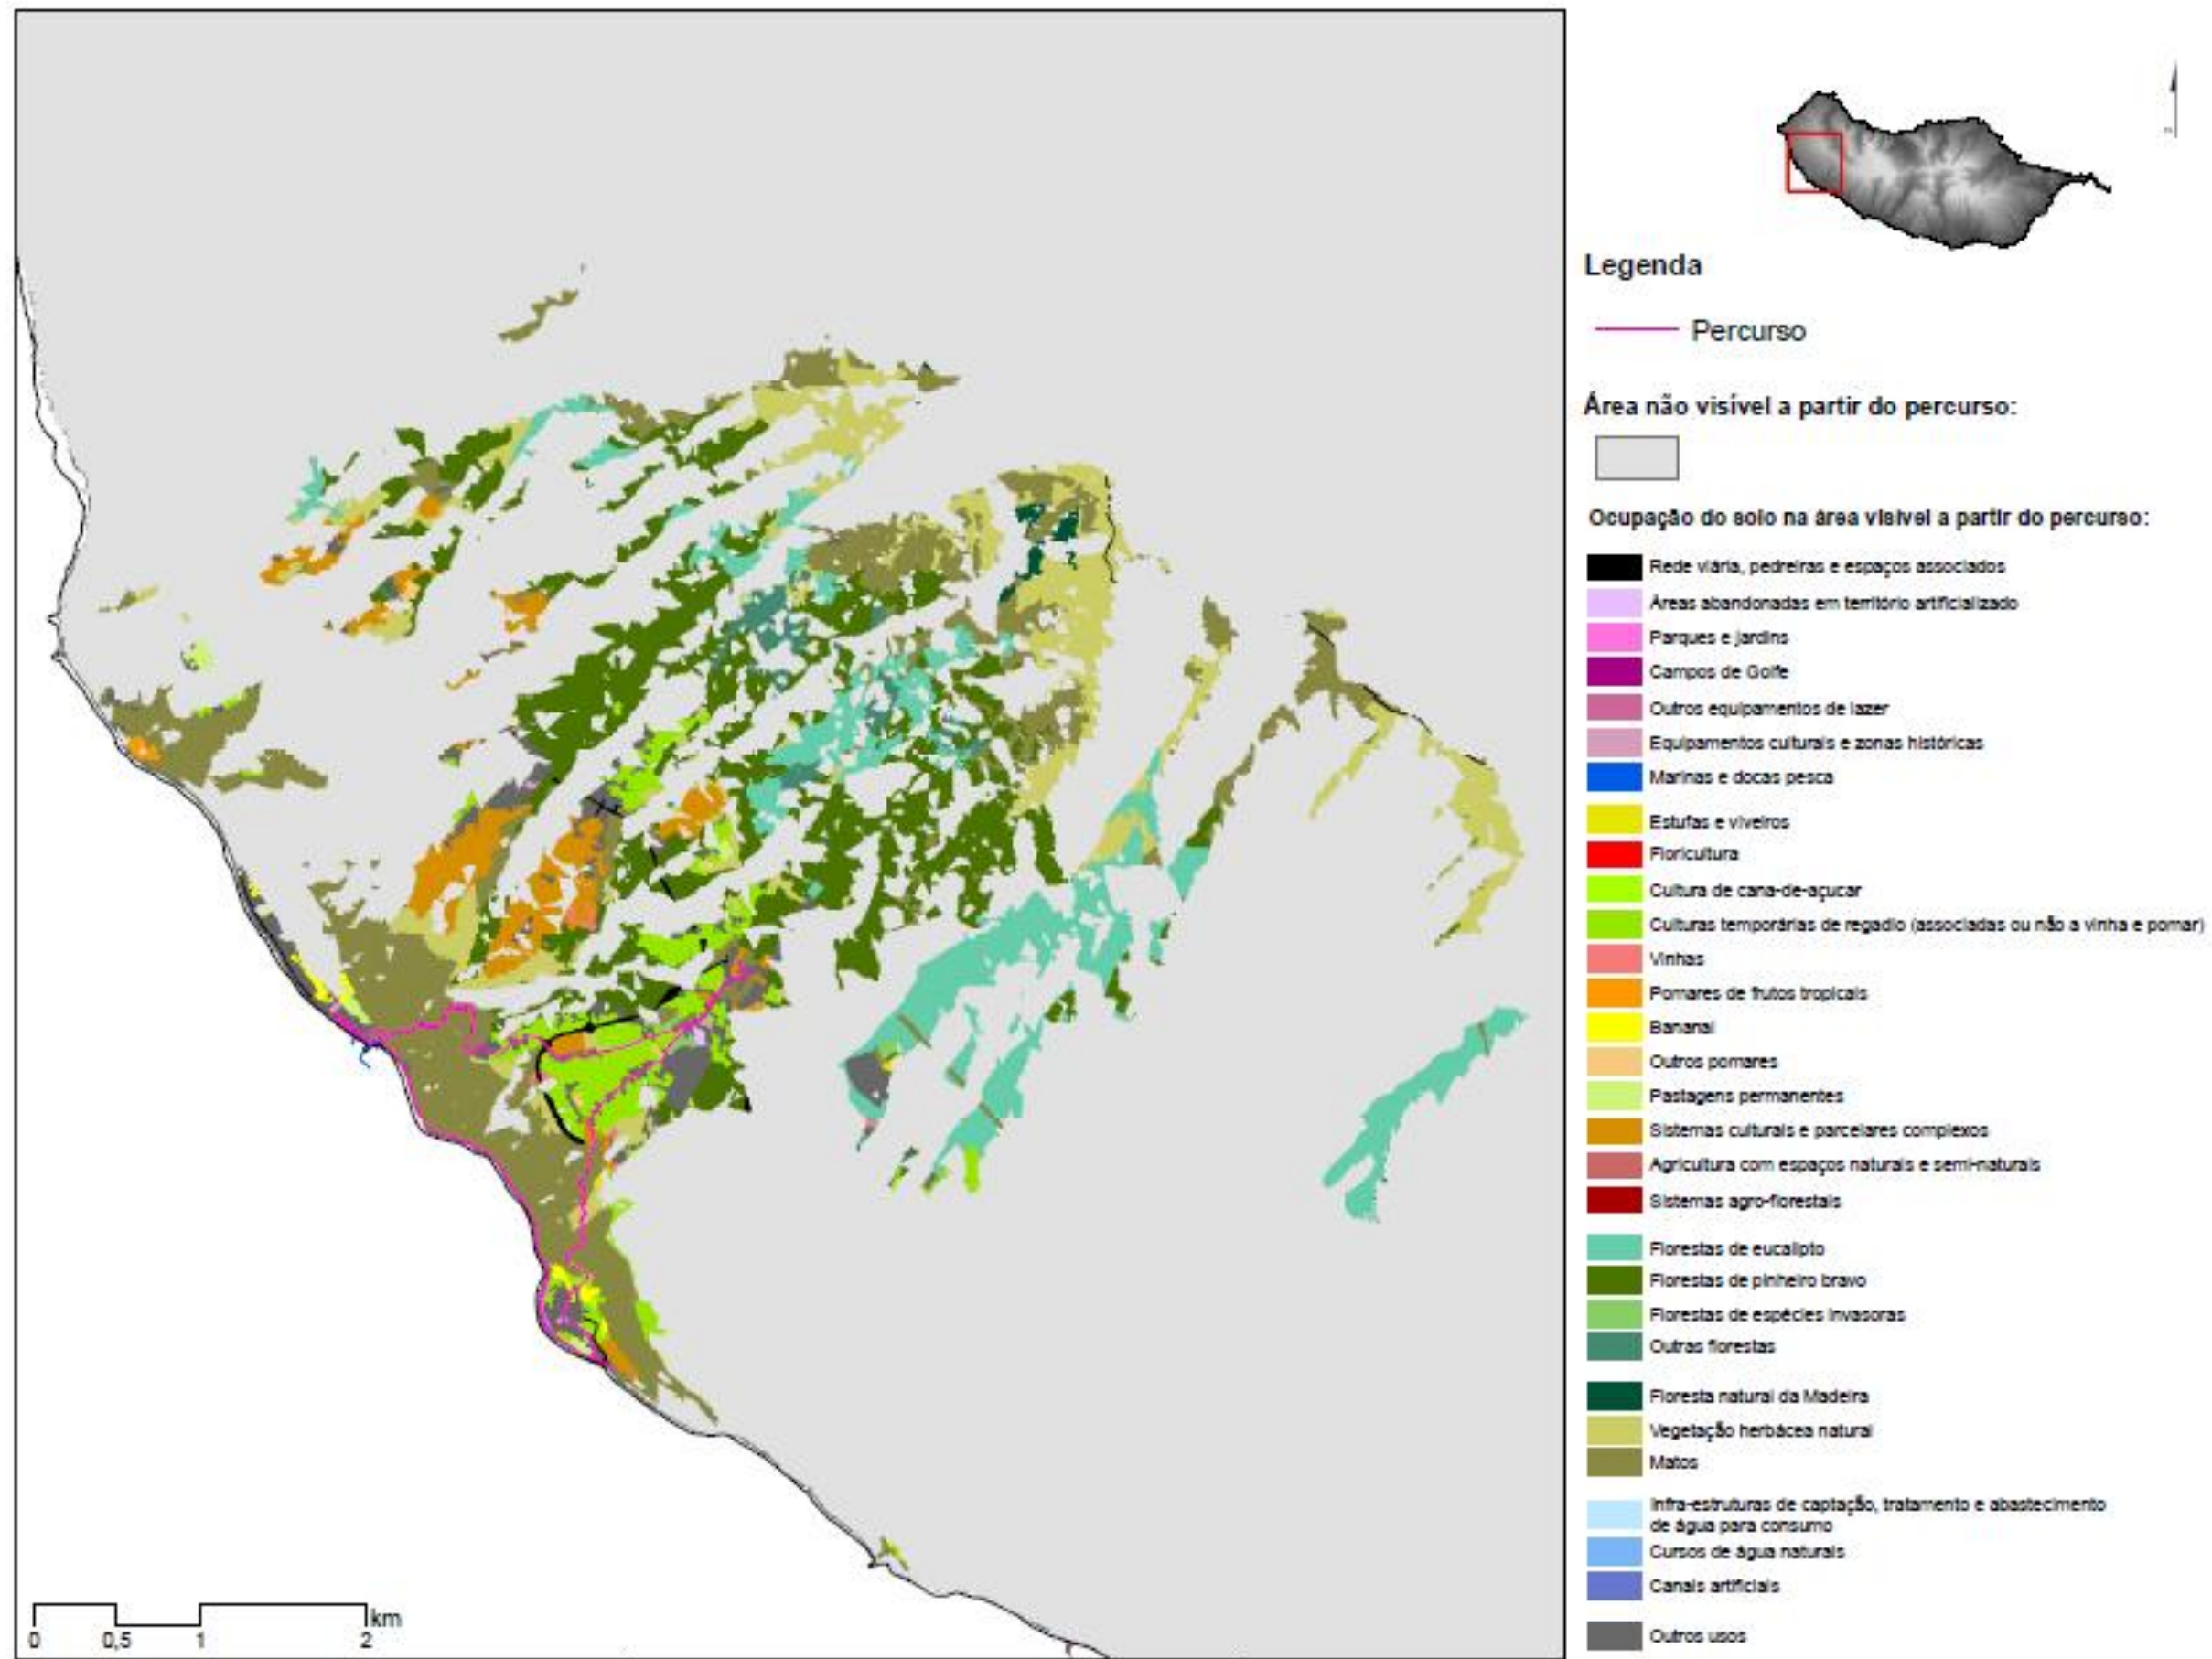 Legenda
Percurso
Área não visível a partir do percurso:
Ocupação do solo na área visível a partir do percurso:
Rede viária, pedreiras e espaços associados
Áreas abandonadas em território artificializado
Parques e jardins
Campos de Golfe
Outros equipamentos de lazer
Equipamentos culturais e zonas históricas
Marinas e docas pesca
Estufas e viveiros
Floricultura
Cultura de cana-de-açucar
Culturas temporárias de regadio (associadas ou não a vinha e pomar)
Vinhas
Pomares de frutos tropicais
Bananal
Outros pomares
Pastagens permanentes
Sistemas culturais e parcelares complexos
Agricultura com espaços naturais e semi-naturais
Sistemas agro-florestais
Florestas de eucalipto
Florestas de pinheiro bravo
Florestas de espécies invasoras
Outras florestas
Floresta natural da Madeira
Vegetação herbácea natural
Matos
Infra-estruturas de captação, tratamento e abastecimento
de água para consumo
Cursos de água naturais
Canais artificiais
Outros usos
km
0 0,5 1 2